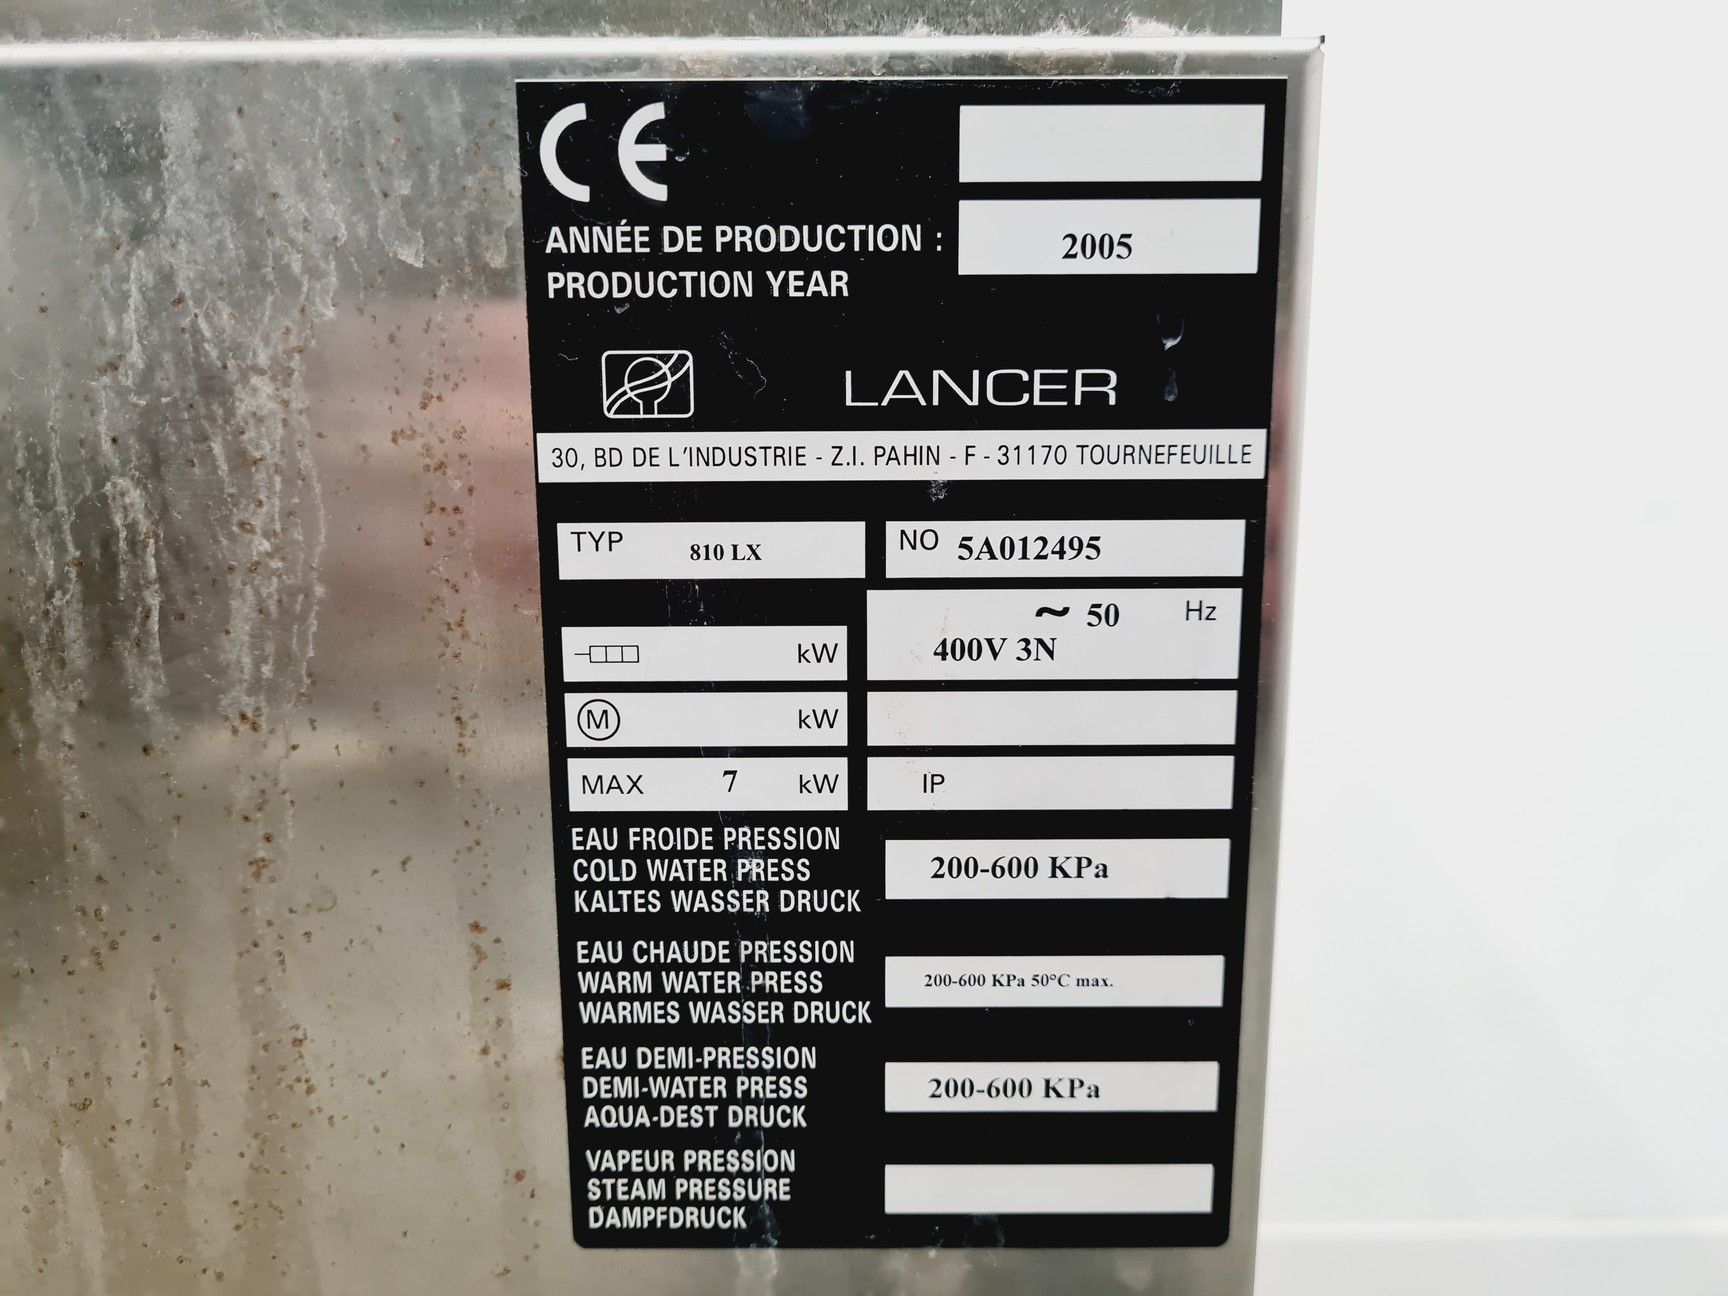 CE
ANNÉE DE PRODUCTION : 2005
PRODUCTION YEAR
LANCER
30, BD DE L'INDUSTRIE - Z.I. PAHIN - F - 31170 TOURNEFEUILLE
TYP 810 LX NO 5A012495
~ 50 Hz
400V 3N
kW
M kW
MAX 7 kW IP
EAU FROIDE PRESSION
COLD WATER PRESS 200-600 KPa
KALTES WASSER DRUCK
EAU CHAUDE PRESSION
WARM WATER PRESS 200-600 KPa 50°C max.
WARMES WASSER DRUCK
EAU DEMI-PRESSION
DEMI-WATER PRESS 200-600 KPa
AQUA-DEST DRUCK
VAPEUR PRESSION
STEAM PRESSURE
DAMPFDRUCK